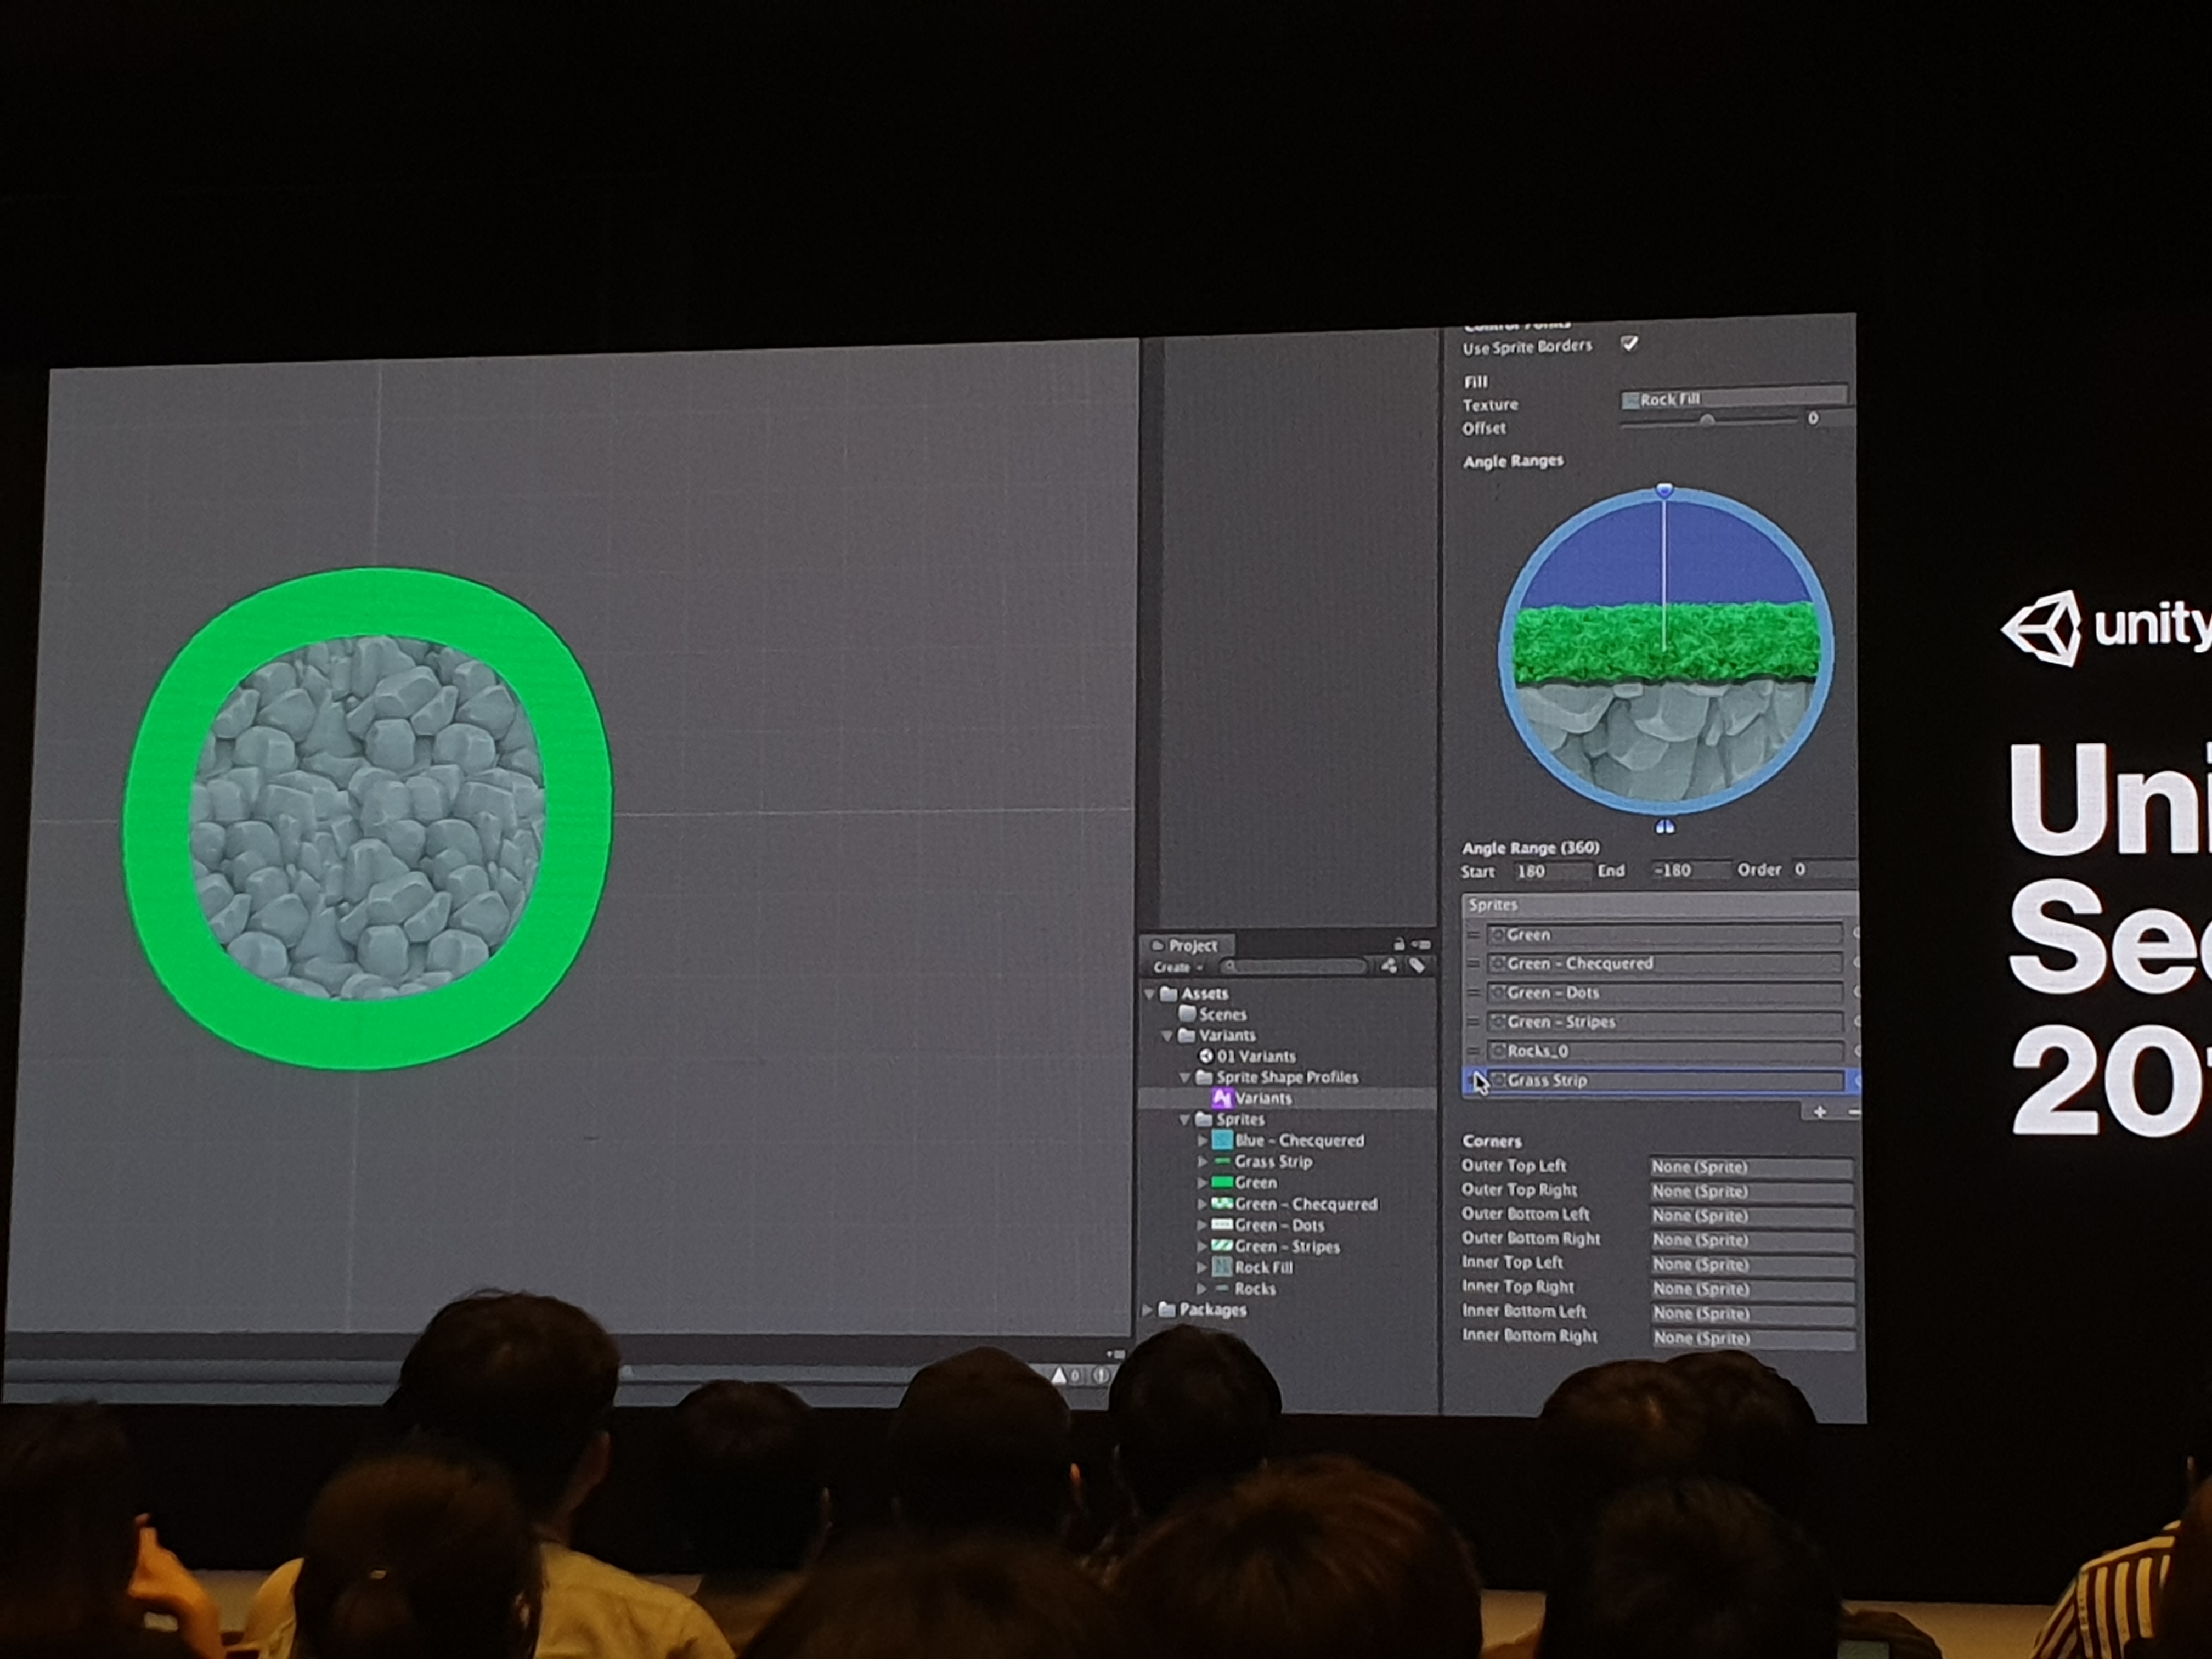 Use Sprite Borders
Fill
Texture Rock Fill
Offset 0
Angle Ranges
Angle Range (360)
Start 180 End -180 Order 0
Sprites
Green
Green - Checquered
Green - Dots
Green - Stripes
Rocks_0
Grass Strip
+ -
Corners
Outer Top Left None (Sprite)
Outer Top Right None (Sprite)
Outer Bottom Left None (Sprite)
Outer Bottom Right None (Sprite)
Inner Top Left None (Sprite)
Inner Top Right None (Sprite)
Inner Bottom Left None (Sprite)
Inner Bottom Right None (Sprite)
Project
Create
Assets
Scenes
Variants
01 Variants
Sprite Shape Profiles
Variants
Sprites
Blue - Checquered
Grass Strip
Green
Green - Checquered
Green - Dots
Green - Stripes
Rock Fill
Rocks
Packages
0
unity
Uni
Seo
20